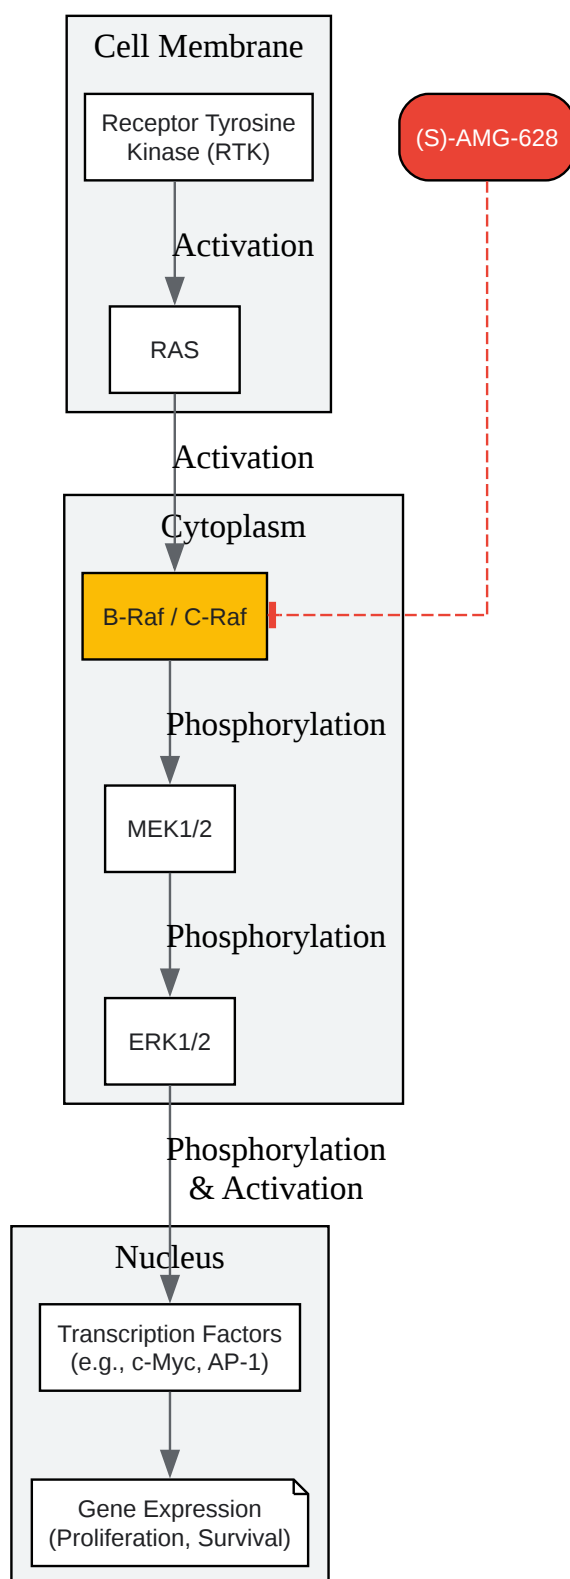 Cell Membrane
Receptor Tyrosine
Kinase (RTK)
(S)-AMG-628
Activation
RAS
Activation
Cytoplasm
B-Raf / C-Raf
Phosphorylation
MEK1/2
Phosphorylation
ERK1/2
Phosphorylation
& Activation
Nucleus
Transcription Factors
(e.g., c-Myc, AP-1)
Gene Expression
(Proliferation, Survival)